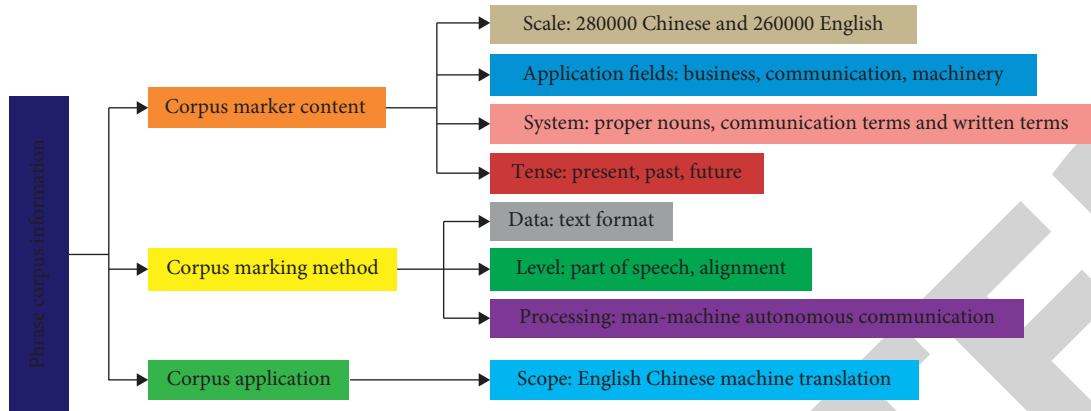 Phrase corpus information
Corpus marker content
Scale: 280000 Chinese and 260000 English
Application fields: business, communication, machinery
System: proper nouns, communication terms and written terms
Tense: present, past, future
Corpus marking method
Data: text format
Level: part of speech, alignment
Processing: man-machine autonomous communication
Corpus application
Scope: English Chinese machine translation